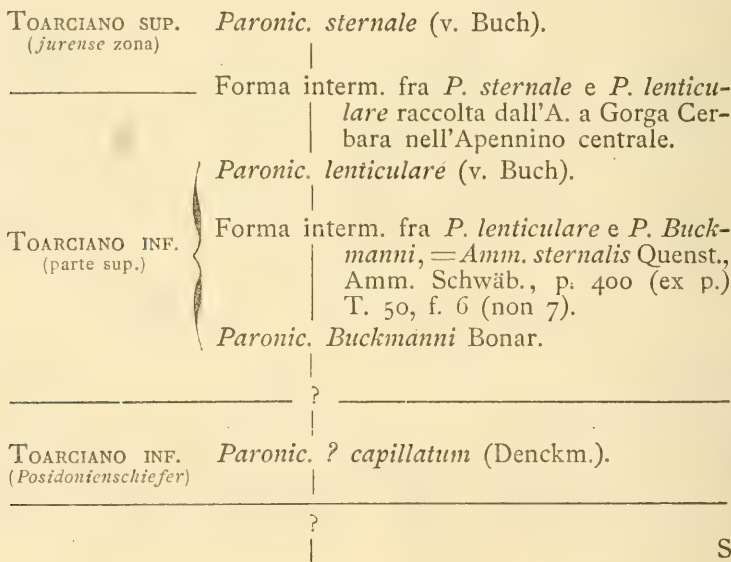 TOARCIANO SUP. Paronic. sternale (v. Buch).
(jurense zona)
Forma interm. fra P. sternale e P. lenticu-
lare raccolta dall'A. a Gorga Cer-
bara nell'Apennino centrale.
Paronic. lenticulare (v. Buch).
TOARCIANO INF.
(parte sup.)
Forma interm. fra P. lenticulare e P. Buck-
manni, = Amm. sternalis Quenst.,
Amm. Schwäb., p. 400 (ex p.)
T. 50, f. 6 (non 7).
Paronic. Buckmanni Bonar.
?
TOARCIANO INF. Paronic. ? capillatum (Denckm.).
(Posidonienschiefer)
?
S